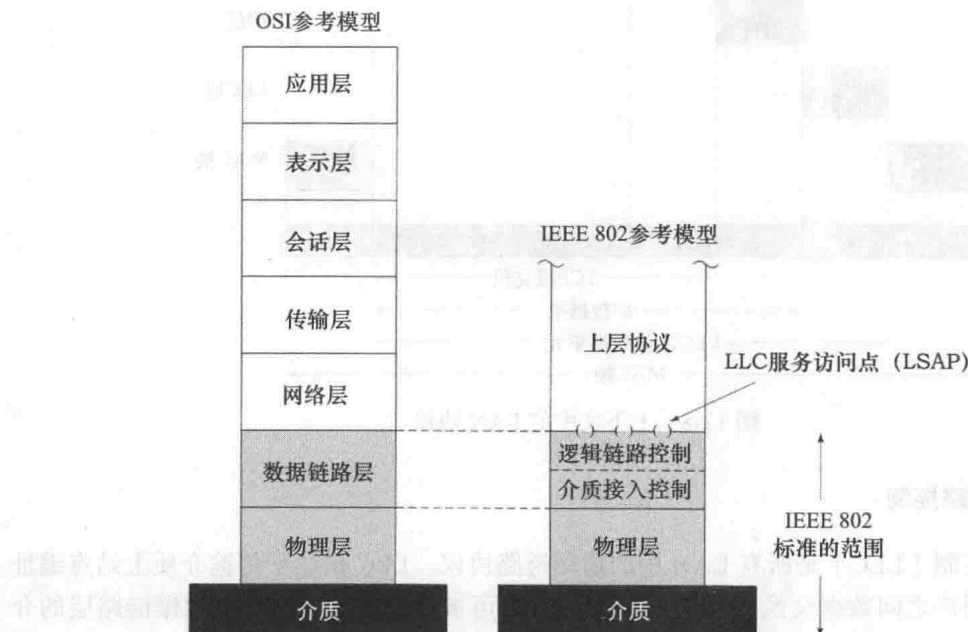 OSI参考模型
应用层
表示层
会话层
传输层
网络层
数据链路层
物理层
介质
IEEE 802参考模型
上层协议
LLC服务访问点（LSAP）
逻辑链路控制
介质接入控制
物理层
介质
IEEE 802
标准的范围